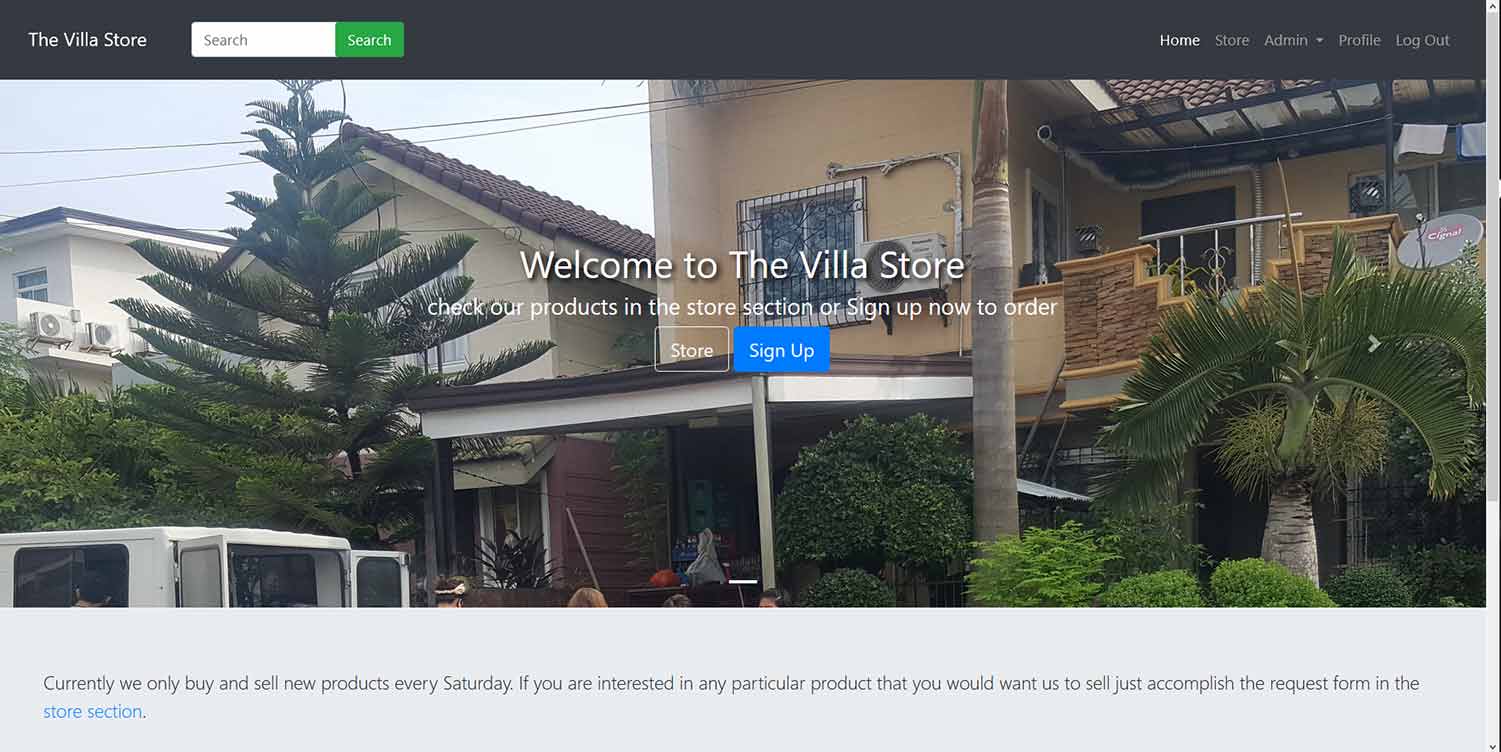 The Villa Store
Search Search
Home Store Admin Profile Log Out
Cignal
Welcome to The Villa Store
check our products in the store section or Sign up now to order
Store Sign Up
Currently we only buy and sell new products every Saturday. If you are interested in any particular product that you would want us to sell just accomplish the request form in the
store section.